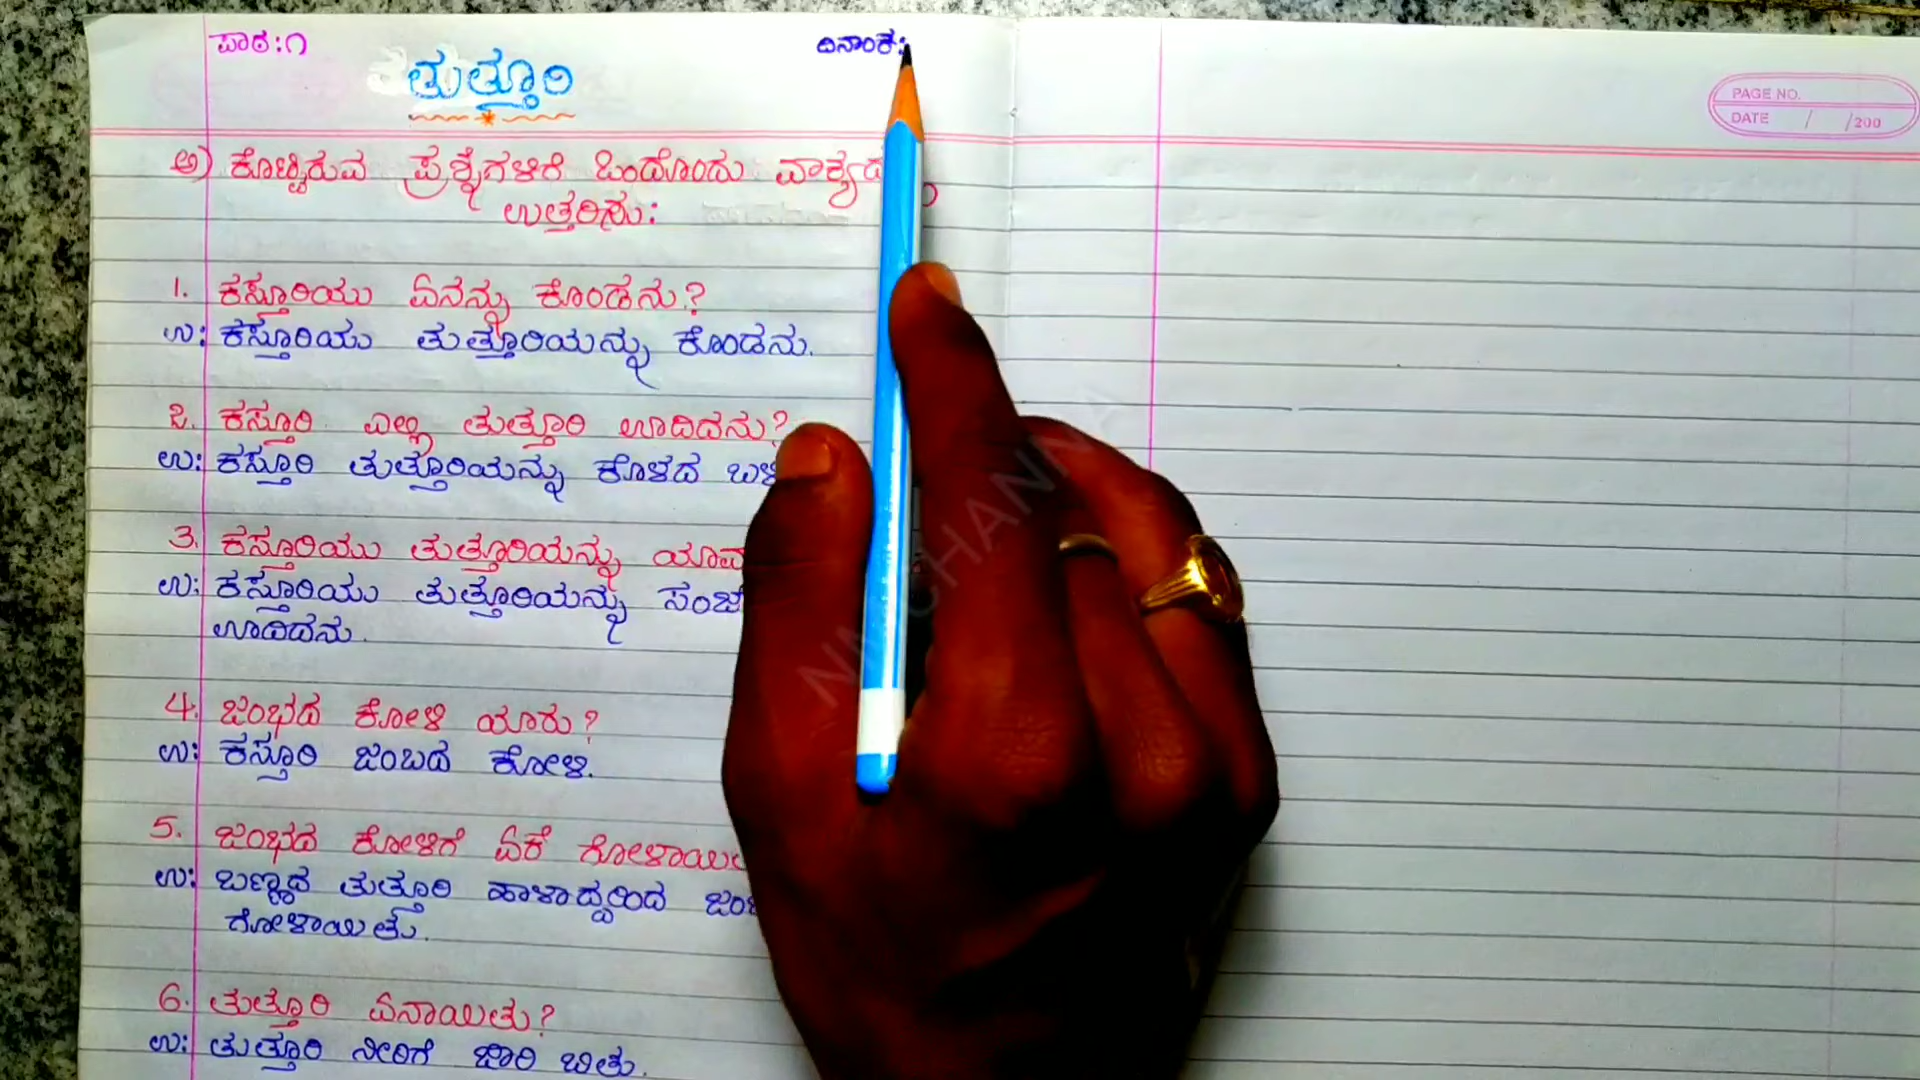 ಪಾಠ:೧
ದಿನಾಂಕ:
ತುತ್ತೂರಿ
PAGE NO.
DATE / /200
ಅ) ಕೊಟ್ಟಿರುವ ಪ್ರಶ್ನೆಗಳಿಗೆ ಒಂದೊಂದು
ಉತ್ತರಿಸು:
1. ಕಸ್ತೂರಿಯು ಏನನ್ನು ಕೊಂಡನು?
ಉ: ಕಸ್ತೂರಿಯು ತುತ್ತೂರಿಯನ್ನು ಕೊಂಡನು.
2. ಕಸ್ತೂರಿ ಎಲ್ಲಿ ತುತ್ತೂರಿ ಊದಿದನು?
ಉ: ಕಸ್ತೂರಿ ತುತ್ತೂರಿಯನ್ನು ಕೊಳದ
3. ಕಸ್ತೂರಿಯು ತುತ್ತೂರಿಯನ್ನು
ಉ: ಕಸ್ತೂರಿಯು ತುತ್ತೂರಿಯನ್ನು
ಊದಿದನು.
4. ಜಂಭದ ಕೋಳಿ ಯಾರು?
ಉ: ಕಸ್ತೂರಿ ಜಂಬದ ಕೋಳಿ.
5. ಜಂಭದ ಕೋಳಿಗೆ ಏಕೆ
ಉ: ಬಣ್ಣದ ತುತ್ತೂರಿ ಹಾಳಾದ್ದರಿಂದ
ಗೋಳಾಯಿತು.
6. ತುತ್ತೂರಿ ಏನಾಯಿತು?
ಉ: ತುತ್ತೂರಿ ನೀರಿಗೆ ಜಾರಿ ಬಿತು.